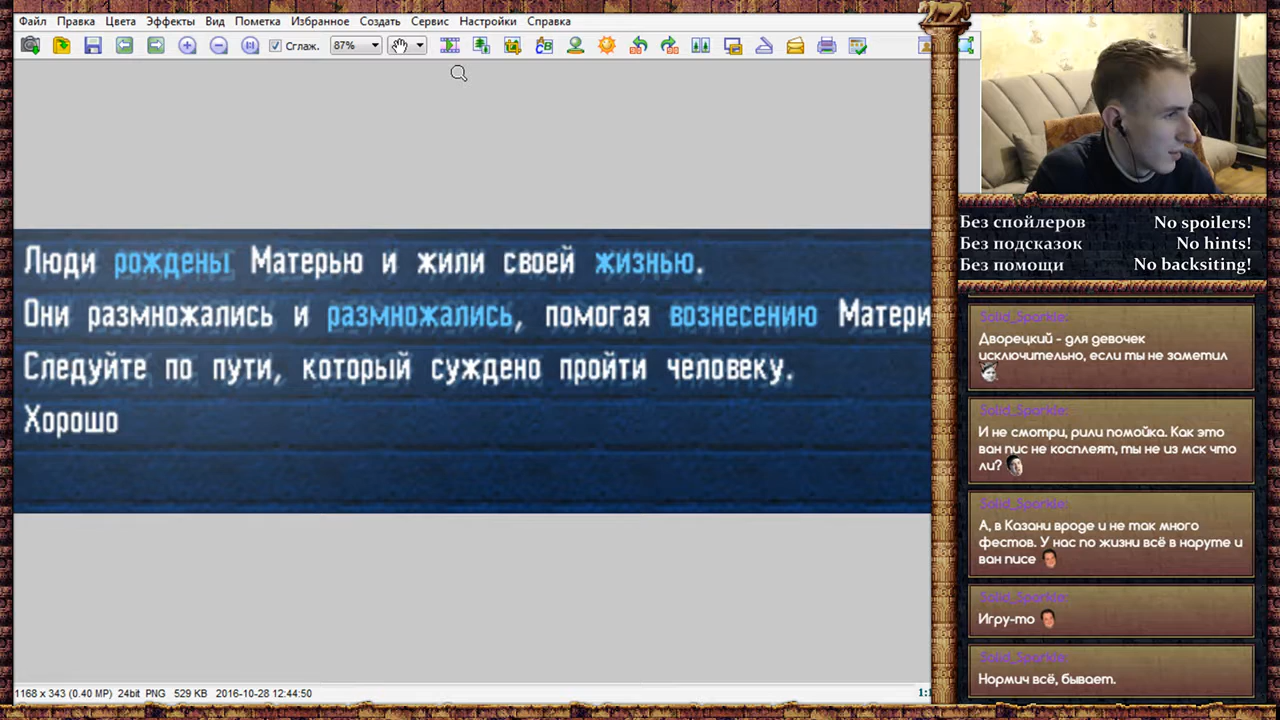 Файл Правка Цвета Эффекты Вид Пометка Избранное Создать Сервис Настройки Справка
Сглаж. 87%
Люди рождены Матерью и жили своей жизнью.
Они размножались и размножались, помогая вознесению Матери
Следуйте по пути, который суждено пройти человеку.
Хорошо
1168 x 343 (0.40 MP) 24bit PNG 529 KB 2016-10-28 12:44:50
Без спойлеров No spoilers!
Без подсказок No hints!
Без помощи No backsiting!
Solid_Sparkle:
Дворецкий - для девочек
исключительно, если ты не заметил
Solid_Sparkle:
И не смотри, рили помойка. Как это
ван пис не косплеят, ты не из мск что
ли?
Solid_Sparkle:
А, в Казани вроде и не так много
фестов. У нас по жизни всё в наруте и
ван писе
Solid_Sparkle:
Игру-то
Solid_Sparkle:
Нормич всё, бывает.